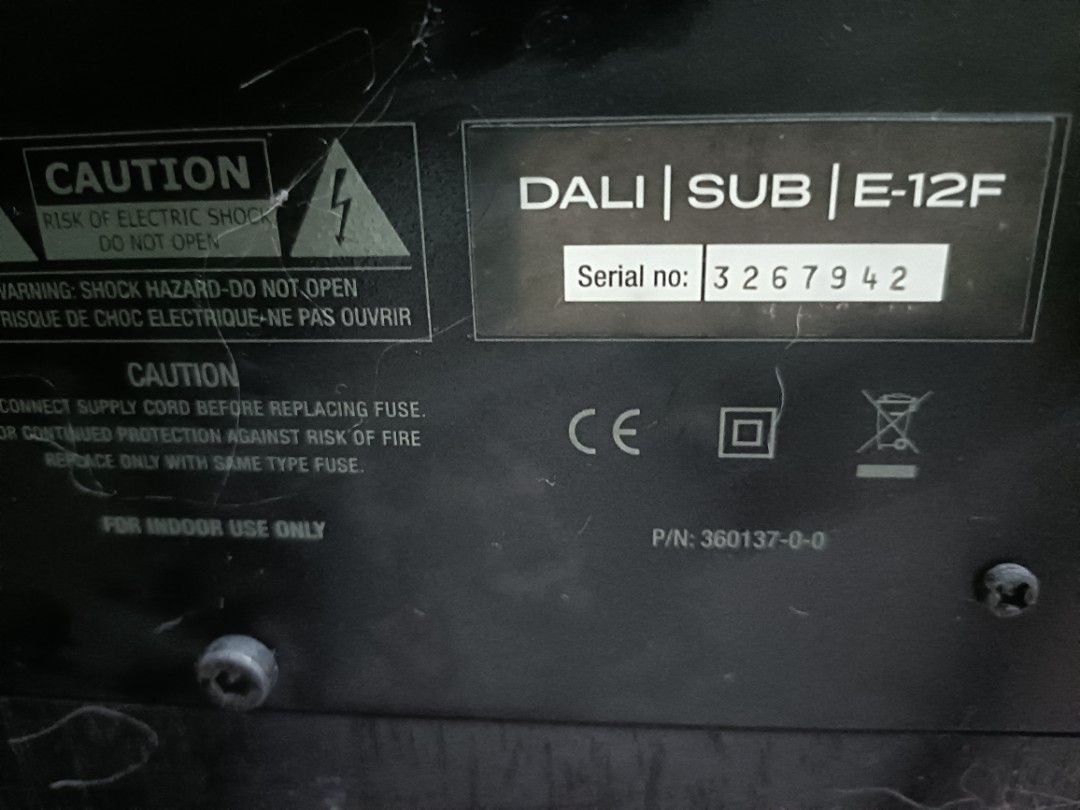 CAUTION
RISK OF ELECTRIC SHOCK
DO NOT OPEN
WARNING: SHOCK HAZARD-DO NOT OPEN
RISQUE DE CHOC ELECTRIQUE-NE PAS OUVRIR
DALI | SUB | E-12F
Serial no: 3267942
CAUTION
CONNECT SUPPLY CORD BEFORE REPLACING FUSE.
OR CONTINUED PROTECTION AGAINST RISK OF FIRE
REPLACE ONLY WITH SAME TYPE FUSE.
FOR INDOOR USE ONLY
CE
P/N: 360137-0-0